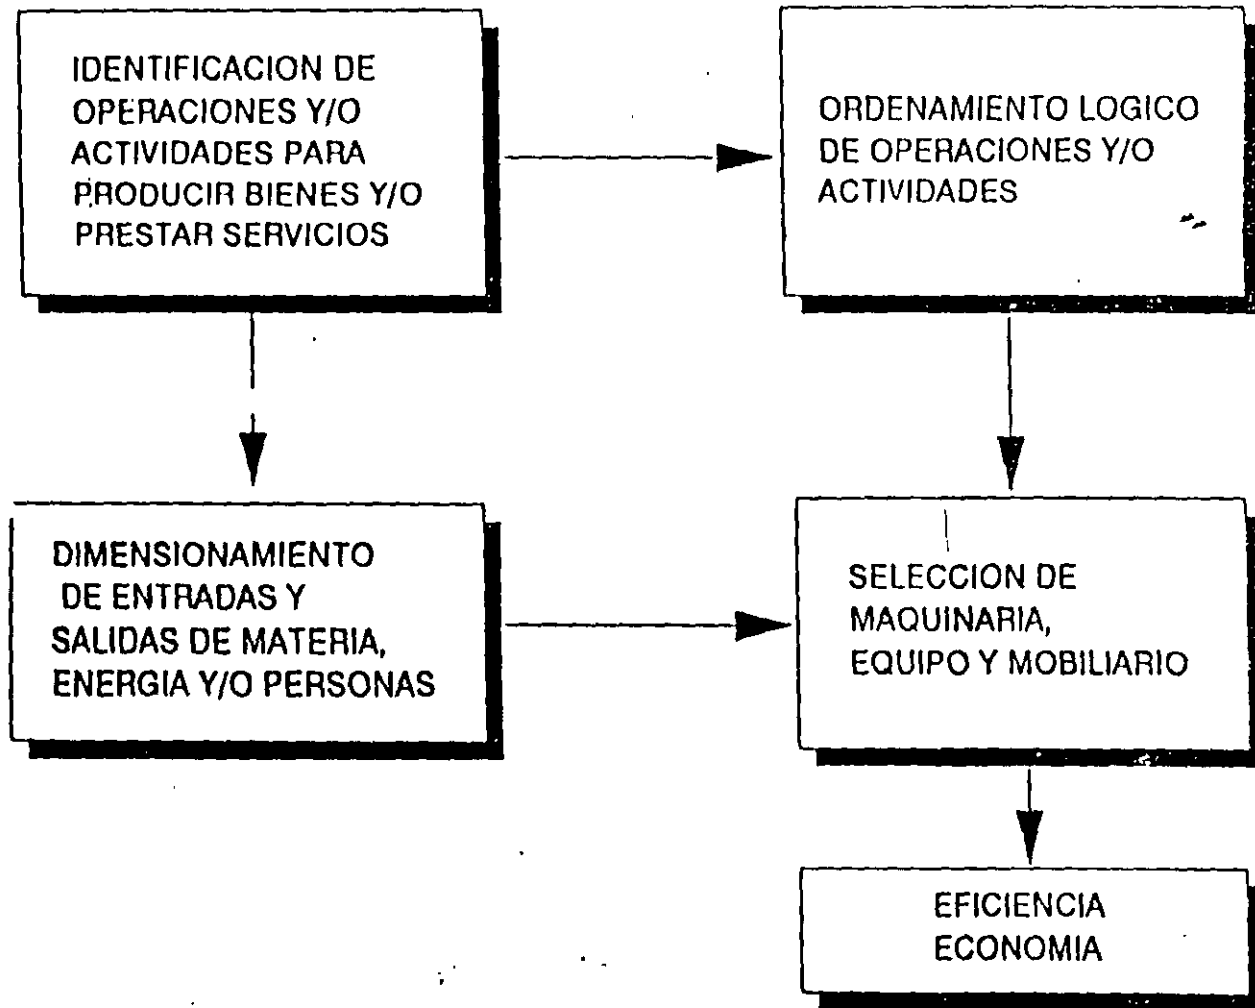 IDENTIFICACION DE
OPERACIONES Y/O
ACTIVIDADES PARA
PRODUCIR BIENES Y/O
PRESTAR SERVICIOS
ORDENAMIENTO LOGICO
DE OPERACIONES Y/O
ACTIVIDADES
DIMENSIONAMIENTO
DE ENTRADAS Y
SALIDAS DE MATERIA,
ENERGIA Y/O PERSONAS
SELECCION DE
MAQUINARIA,
EQUIPO Y MOBILIARIO
EFICIENCIA
ECONOMIA